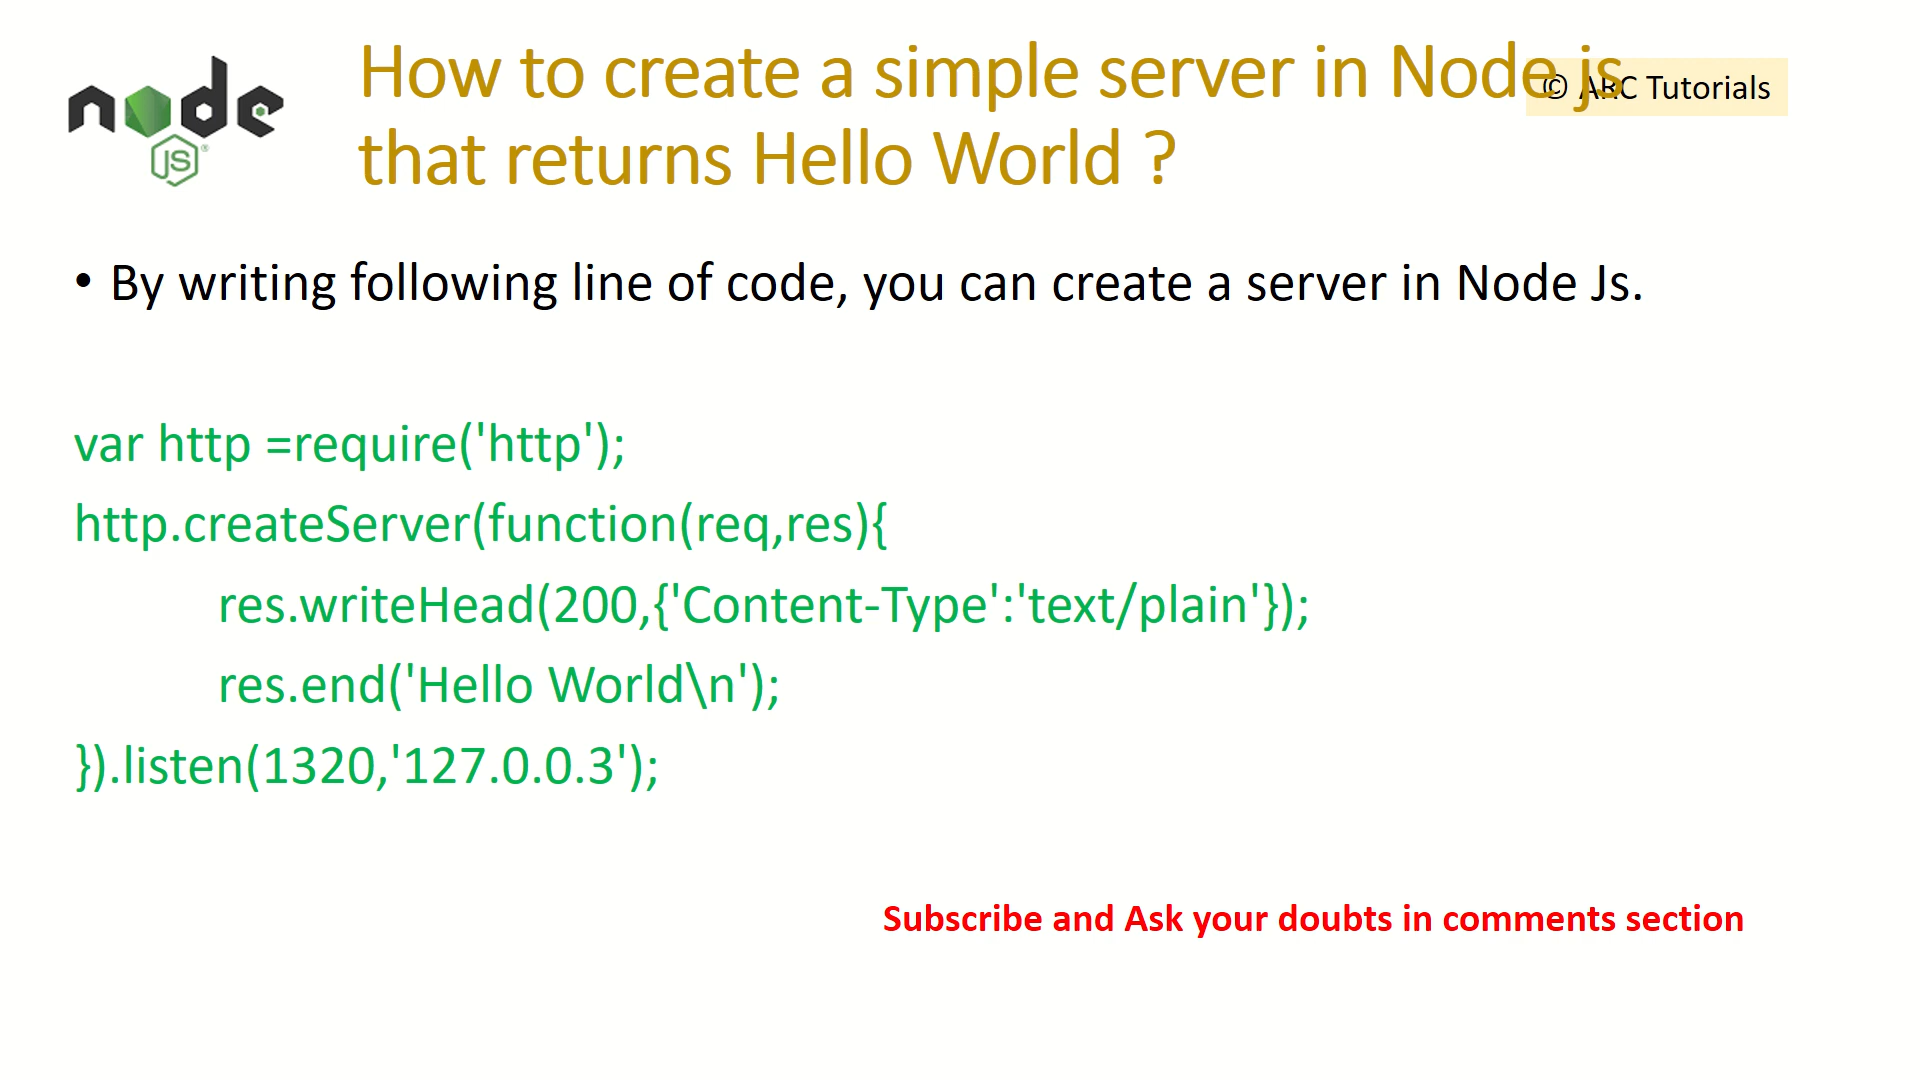 node
JS
®
How to create a simple server in Node js
© ARC Tutorials
that returns Hello World ?
• By writing following line of code, you can create a server in Node Js.
var http =require('http');
http.createServer(function(req,res){
res.writeHead(200,{'Content-Type':'text/plain'});
res.end('Hello World\n');
}).listen(1320,'127.0.0.3');
Subscribe and Ask your doubts in comments section